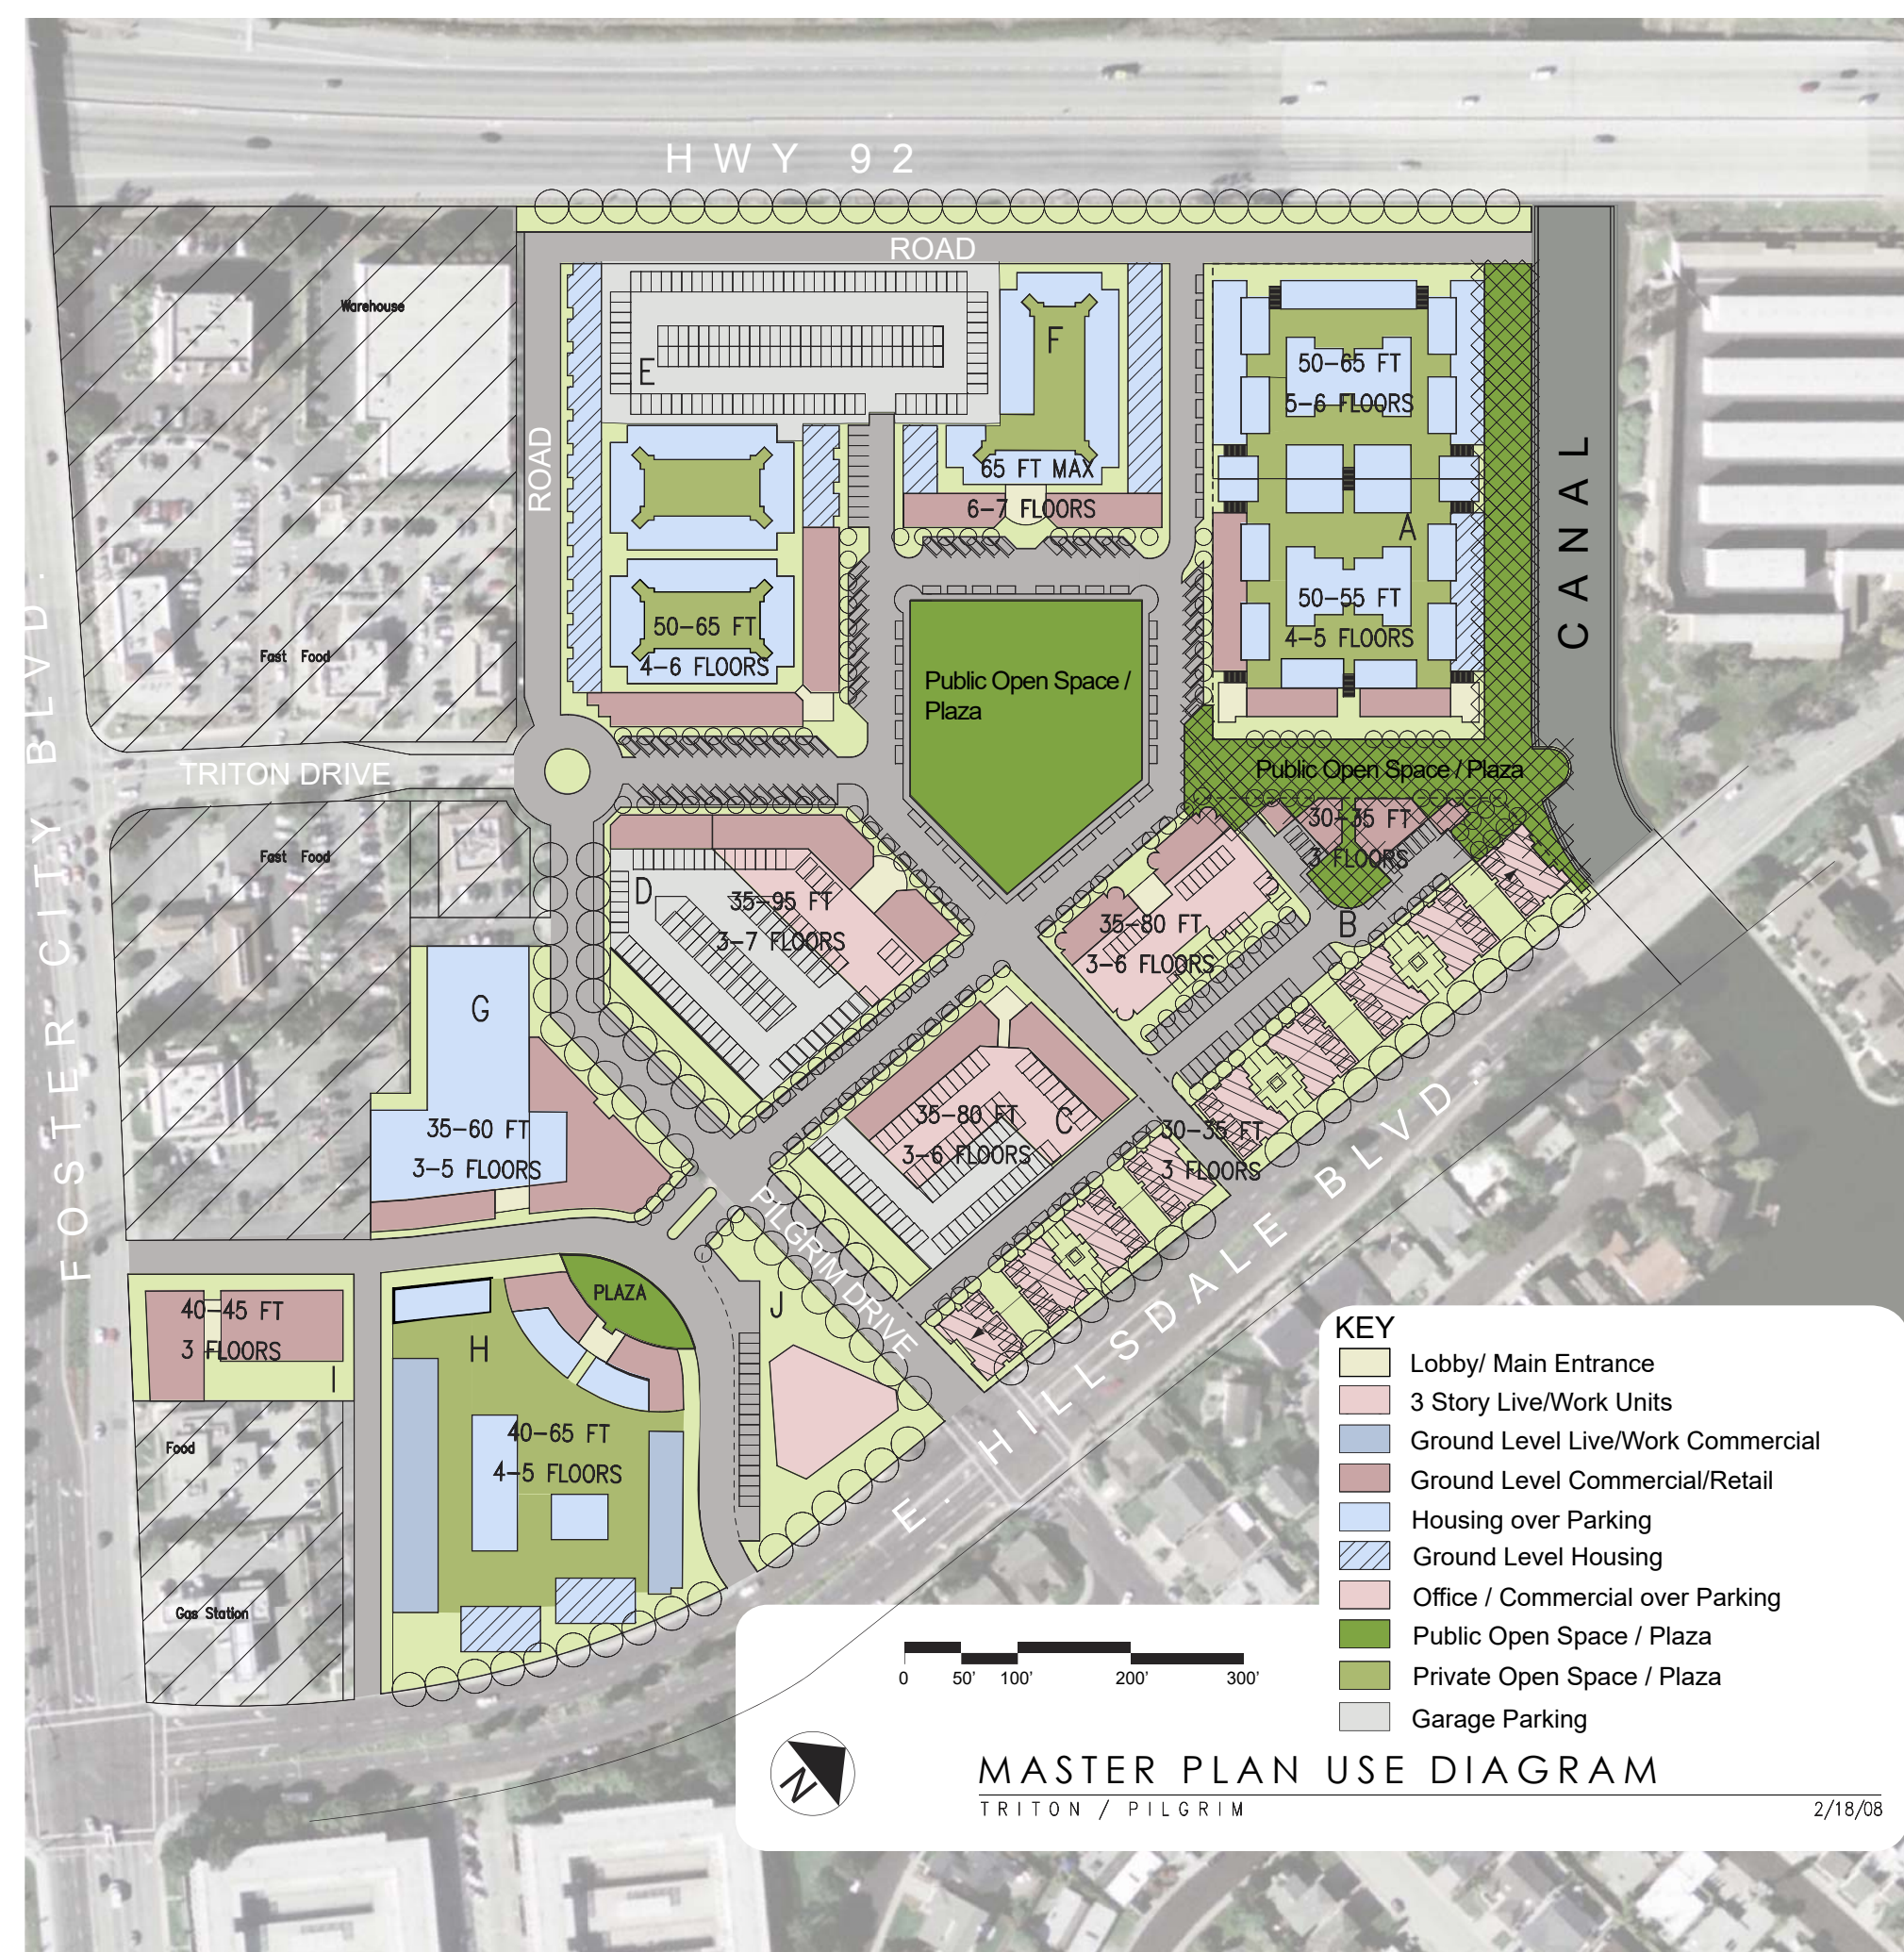 HWY 92
ROAD
Warehouse
E
F
50-65 FT
5-6 FLOORS
ROAD
65 FT MAX
6-7 FLOORS
A
CANAL
50-55 FT
4-5 FLOORS
Fast Food
50-65 FT
4-6 FLOORS
Public Open Space /
Plaza
FOSTER CITY BLVD.
TRITON DRIVE
Public Open Space / Plaza
30-35 FT
3 FLOORS
Fast Food
D
35-95 FT
3-7 FLOORS
35-80 FT
3-6 FLOORS
B
G
35-60 FT
3-5 FLOORS
35-80 FT
3-6 FLOORS
C
30-35 FT
3 FLOORS
PILGRIM DRIVE
E. HILLSDALE BLVD.
PLAZA
J
40-45 FT
3 FLOORS
I
H
40-65 FT
4-5 FLOORS
Food
Gas Station
KEY
Lobby/ Main Entrance
3 Story Live/Work Units
Ground Level Live/Work Commercial
Ground Level Commercial/Retail
Housing over Parking
Ground Level Housing
Office / Commercial over Parking
Public Open Space / Plaza
Private Open Space / Plaza
Garage Parking
0 50' 100' 200' 300'
N
MASTER PLAN USE DIAGRAM
TRITON / PILGRIM 2/18/08